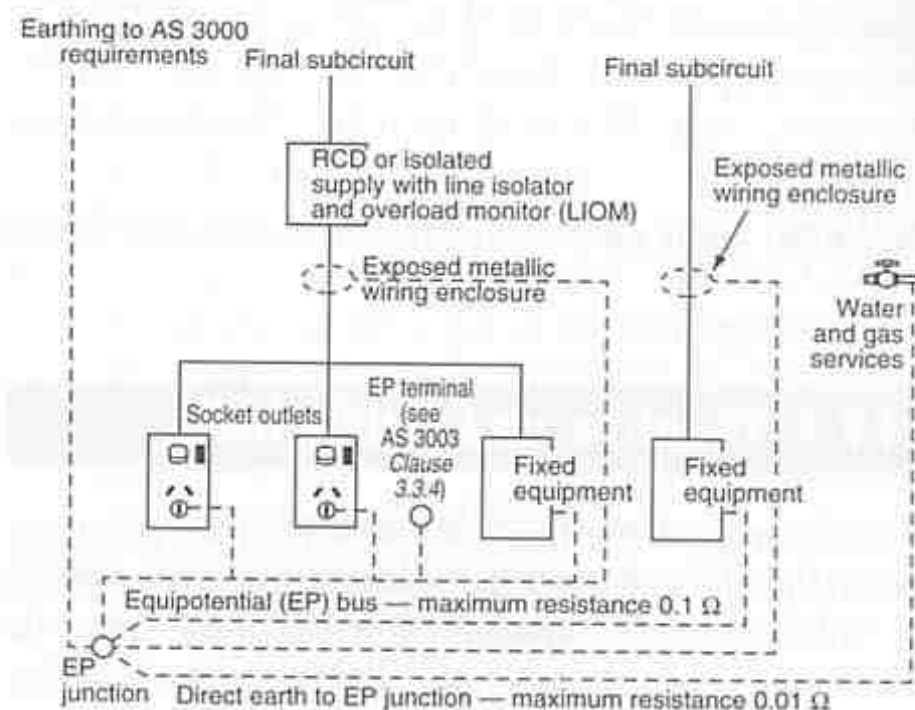 Earthing to AS 3000
requirements
Final subcircuit
Final subcircuit
RCD or isolated
supply with line isolator
and overload monitor (LIOM)
Exposed metallic
wiring enclosure
Exposed metallic
wiring enclosure
Water
and gas
services
Socket outlets
EP terminal
(see
AS 3003
Clause
3.3.4)
Fixed
equipment
Fixed
equipment
Equipotential (EP) bus — maximum resistance 0.1 Ω
EP
junction
Direct earth to EP junction — maximum resistance 0.01 Ω